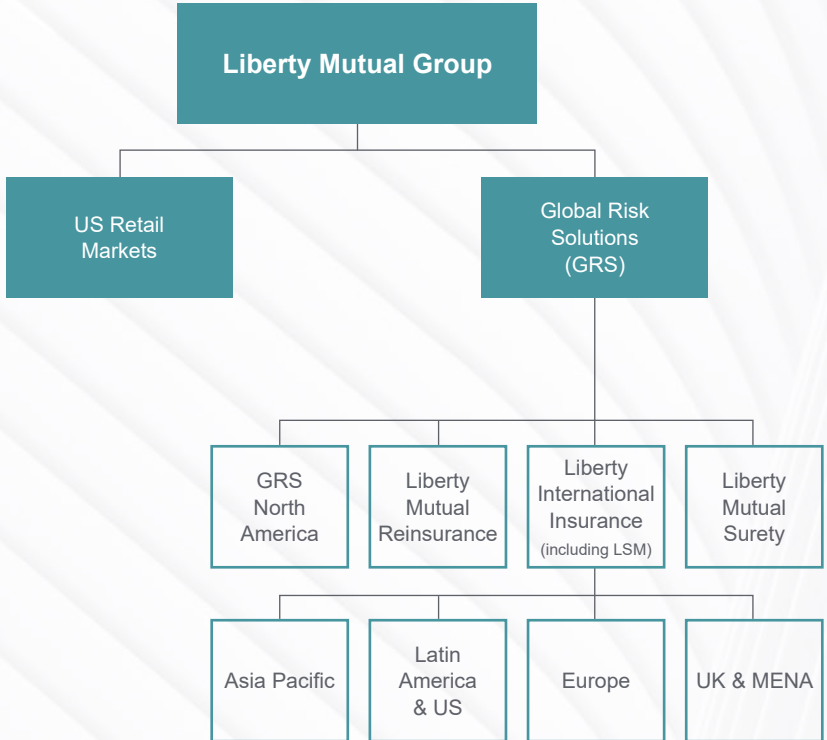 Liberty Mutual Group
US Retail
Markets
Global Risk
Solutions
(GRS)
GRS
North
America
Liberty
Mutual
Reinsurance
Liberty
International
Insurance
(including LSM)
Liberty
Mutual
Surety
Asia Pacific
Latin
America
& US
Europe
UK & MENA